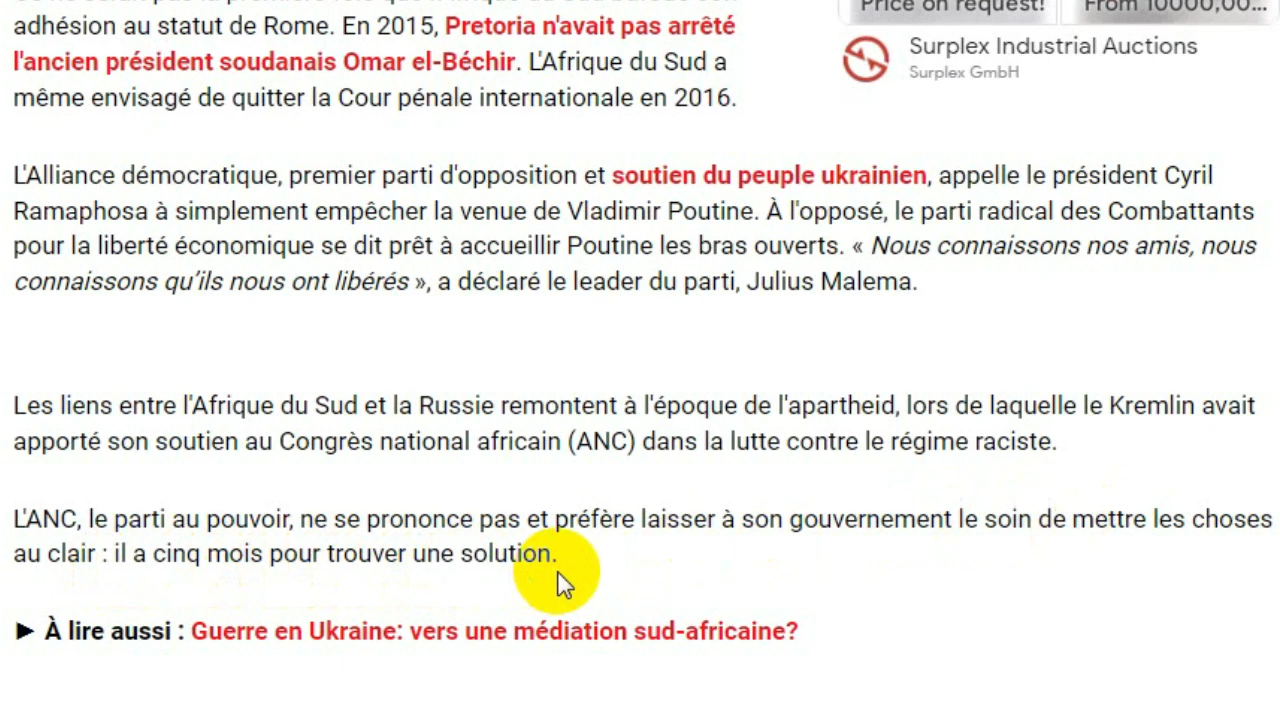 adhésion au statut de Rome. En 2015, Pretoria n'avait pas arrêté
l'ancien président soudanais Omar el-Béchir. L'Afrique du Sud a
même envisagé de quitter la Cour pénale internationale en 2016.
Price on request!
From 10000,00...
Surplex Industrial Auctions
Surplex GmbH
L'Alliance démocratique, premier parti d'opposition et soutien du peuple ukrainien, appelle le président Cyril
Ramaphosa à simplement empêcher la venue de Vladimir Poutine. À l'opposé, le parti radical des Combattants
pour la liberté économique se dit prêt à accueillir Poutine les bras ouverts. « Nous connaissons nos amis, nous
connaissons qu'ils nous ont libérés », a déclaré le leader du parti, Julius Malema.
Les liens entre l'Afrique du Sud et la Russie remontent à l'époque de l'apartheid, lors de laquelle le Kremlin avait
apporté son soutien au Congrès national africain (ANC) dans la lutte contre le régime raciste.
L'ANC, le parti au pouvoir, ne se prononce pas et préfère laisser à son gouvernement le soin de mettre les choses
au clair : il a cinq mois pour trouver une solution.
► À lire aussi : Guerre en Ukraine: vers une médiation sud-africaine?